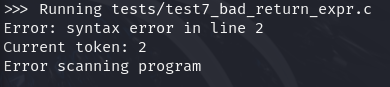 >>> Running tests/test7_bad_return_expr.c
Error: syntax error in line 2
Current token: 2
Error scanning program